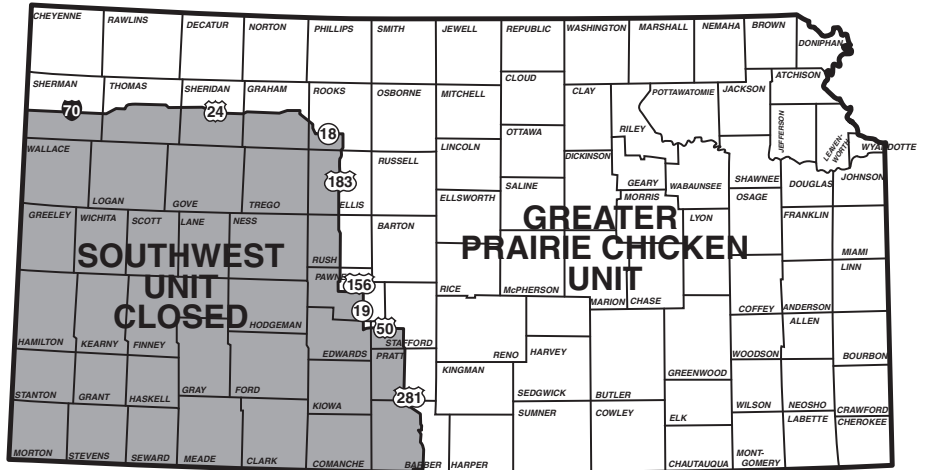 CHEYENNE RAWLINS DECATUR NORTON PHILLIPS SMITH JEWELL REPUBLIC WASHINGTON MARSHALL NEMAHA BROWN
DONIPHAN
ATCHISON
CLOUD
SHERMAN THOMAS SHERIDAN GRAHAM ROOKS OSBORNE MITCHELL CLAY POTTAWATOMIE JACKSON
70 24
18
OTTAWA RILEY JEFFERSON LEAVEN-
WORTH
WALLACE LINCOLN WYANDOTTE
RUSSELL DICKINSON
183 SALINE GEARY WABAUNSEE SHAWNEE DOUGLAS JOHNSON
LOGAN GOVE TREGO ELLIS ELLSWORTH MORRIS OSAGE
GREELEY WICHITA SCOTT LANE NESS BARTON LYON FRANKLIN
GREATER
PRAIRIE CHICKEN
UNIT
SOUTHWEST
UNIT
CLOSED
RUSH MIAMI
PAWNEE LINN
156 RICE McPHERSON MARION CHASE
19 COFFEY ANDERSON
50 HODGEMAN ALLEN
HAMILTON KEARNY FINNEY STAFFORD
EDWARDS PRATT RENO HARVEY WOODSON BOURBON
KINGMAN GREENWOOD
STANTON GRANT HASKELL GRAY FORD SEDGWICK BUTLER
281
KIOWA SUMNER COWLEY ELK WILSON NEOSHO CRAWFORD
LABETTE CHEROKEE
MORTON STEVENS SEWARD MEADE CLARK COMANCHE BARBER HARPER CHAUTAUQUA MONT-
GOMERY